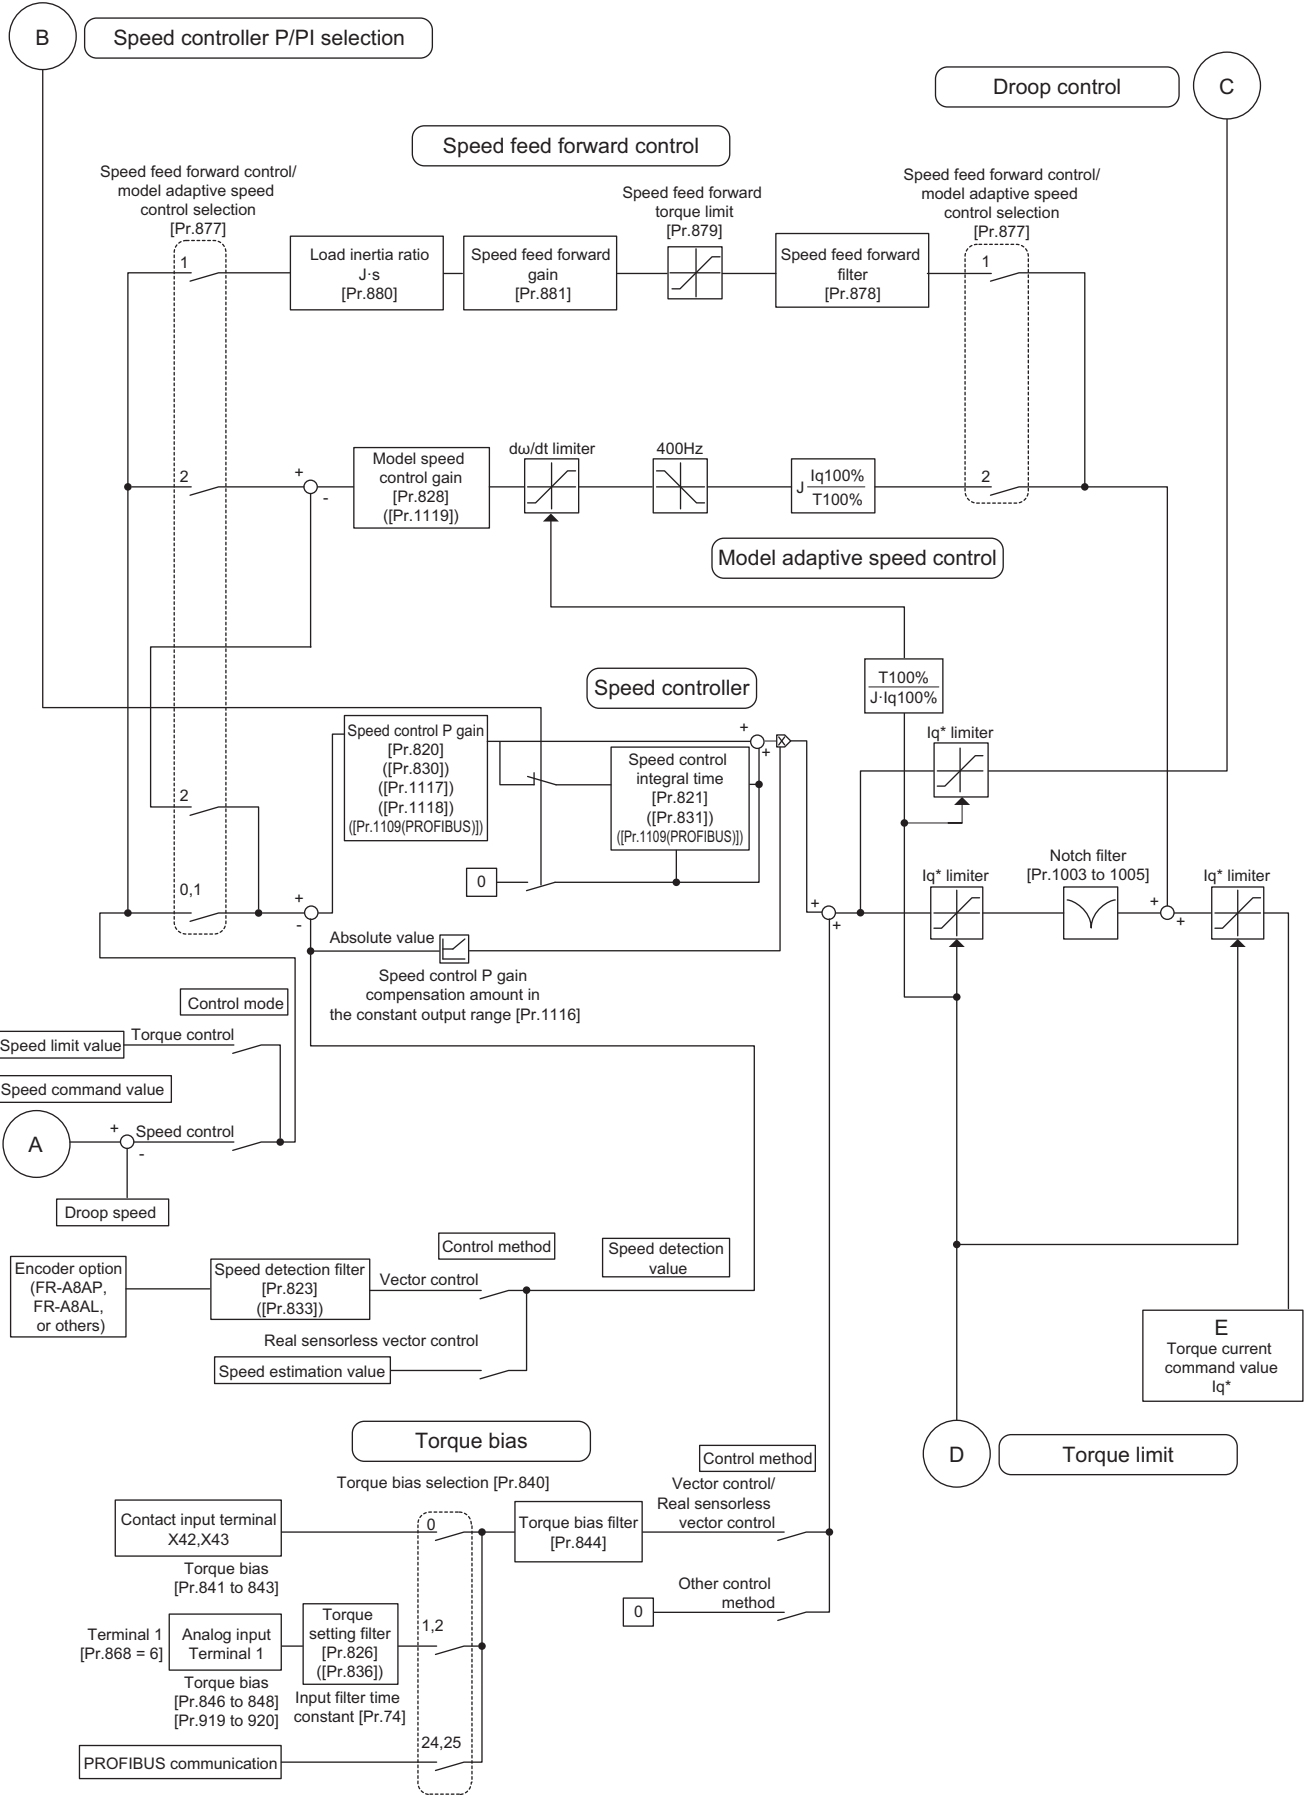 B
Speed controller P/PI selection
Droop control
C
Speed feed forward control
Speed feed forward control/
model adaptive speed
control selection
[Pr.877]
Speed feed forward
torque limit
[Pr.879]
Speed feed forward control/
model adaptive speed
control selection
[Pr.877]
1
Load inertia ratio
J·s
[Pr.880]
Speed feed forward
gain
[Pr.881]
Speed feed forward
filter
[Pr.878]
1
2
+
-
Model speed
control gain
[Pr.828]
([Pr.1119])
dω/dt limiter
400Hz
J
Iq100%
T100%
2
Model adaptive speed control
T100%
J·Iq100%
Speed controller
Speed control P gain
[Pr.820]
([Pr.830])
([Pr.1117])
([Pr.1118])
([Pr.1109(PROFIBUS)])
+
+
X
Speed control
integral time
[Pr.821]
([Pr.831])
([Pr.1109(PROFIBUS)])
Iq* limiter
2
0
0,1
+
-
+
+
Iq* limiter
Notch filter
[Pr.1003 to 1005]
+
+
Iq* limiter
Absolute value
Speed control P gain
compensation amount in
the constant output range [Pr.1116]
Control mode
Speed limit value
Torque control
Speed command value
A
+
-
Speed control
Droop speed
Encoder option
(FR-A8AP,
FR-A8AL,
or others)
Speed detection filter
[Pr.823]
([Pr.833])
Control method
Vector control
Speed detection
value
Real sensorless vector control
Speed estimation value
E
Torque current
command value
Iq*
D
Torque limit
Torque bias
Torque bias selection [Pr.840]
Control method
Vector control/
Real sensorless
vector control
Contact input terminal
X42,X43
0
Torque bias filter
[Pr.844]
Torque bias
[Pr.841 to 843]
Other control
method
0
Terminal 1
[Pr.868 = 6]
Analog input
Terminal 1
Torque
setting filter
[Pr.826]
([Pr.836])
1,2
Torque bias
[Pr.846 to 848]
[Pr.919 to 920]
Input filter time
constant [Pr.74]
PROFIBUS communication
24,25